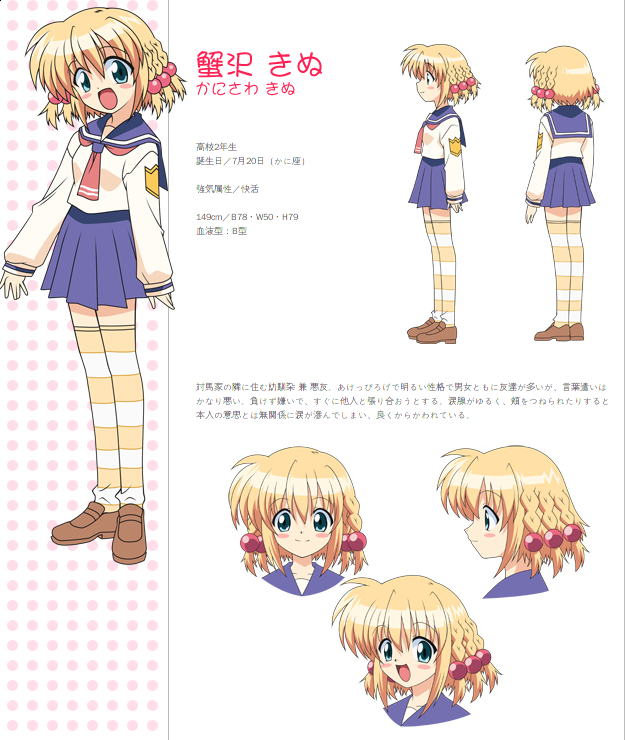 蟹沢 きぬ
かにさわ きぬ
高校2年生
誕生日／7月20日（かに座）
強気属性／快活
149cm／B78・W50・H79
血液型：B型
対馬家の隣に住む幼馴染 兼 悪友。あけっぴろげで明るい性格で男女ともに友達が多いが、言葉遣いは
かなり悪い。負けず嫌いで、すぐに他人と張り合おうとする。涙腺がゆるく、頬をつねられたりすると
本人の意思とは無関係に涙が滲んでしまい、良くからかわれている。